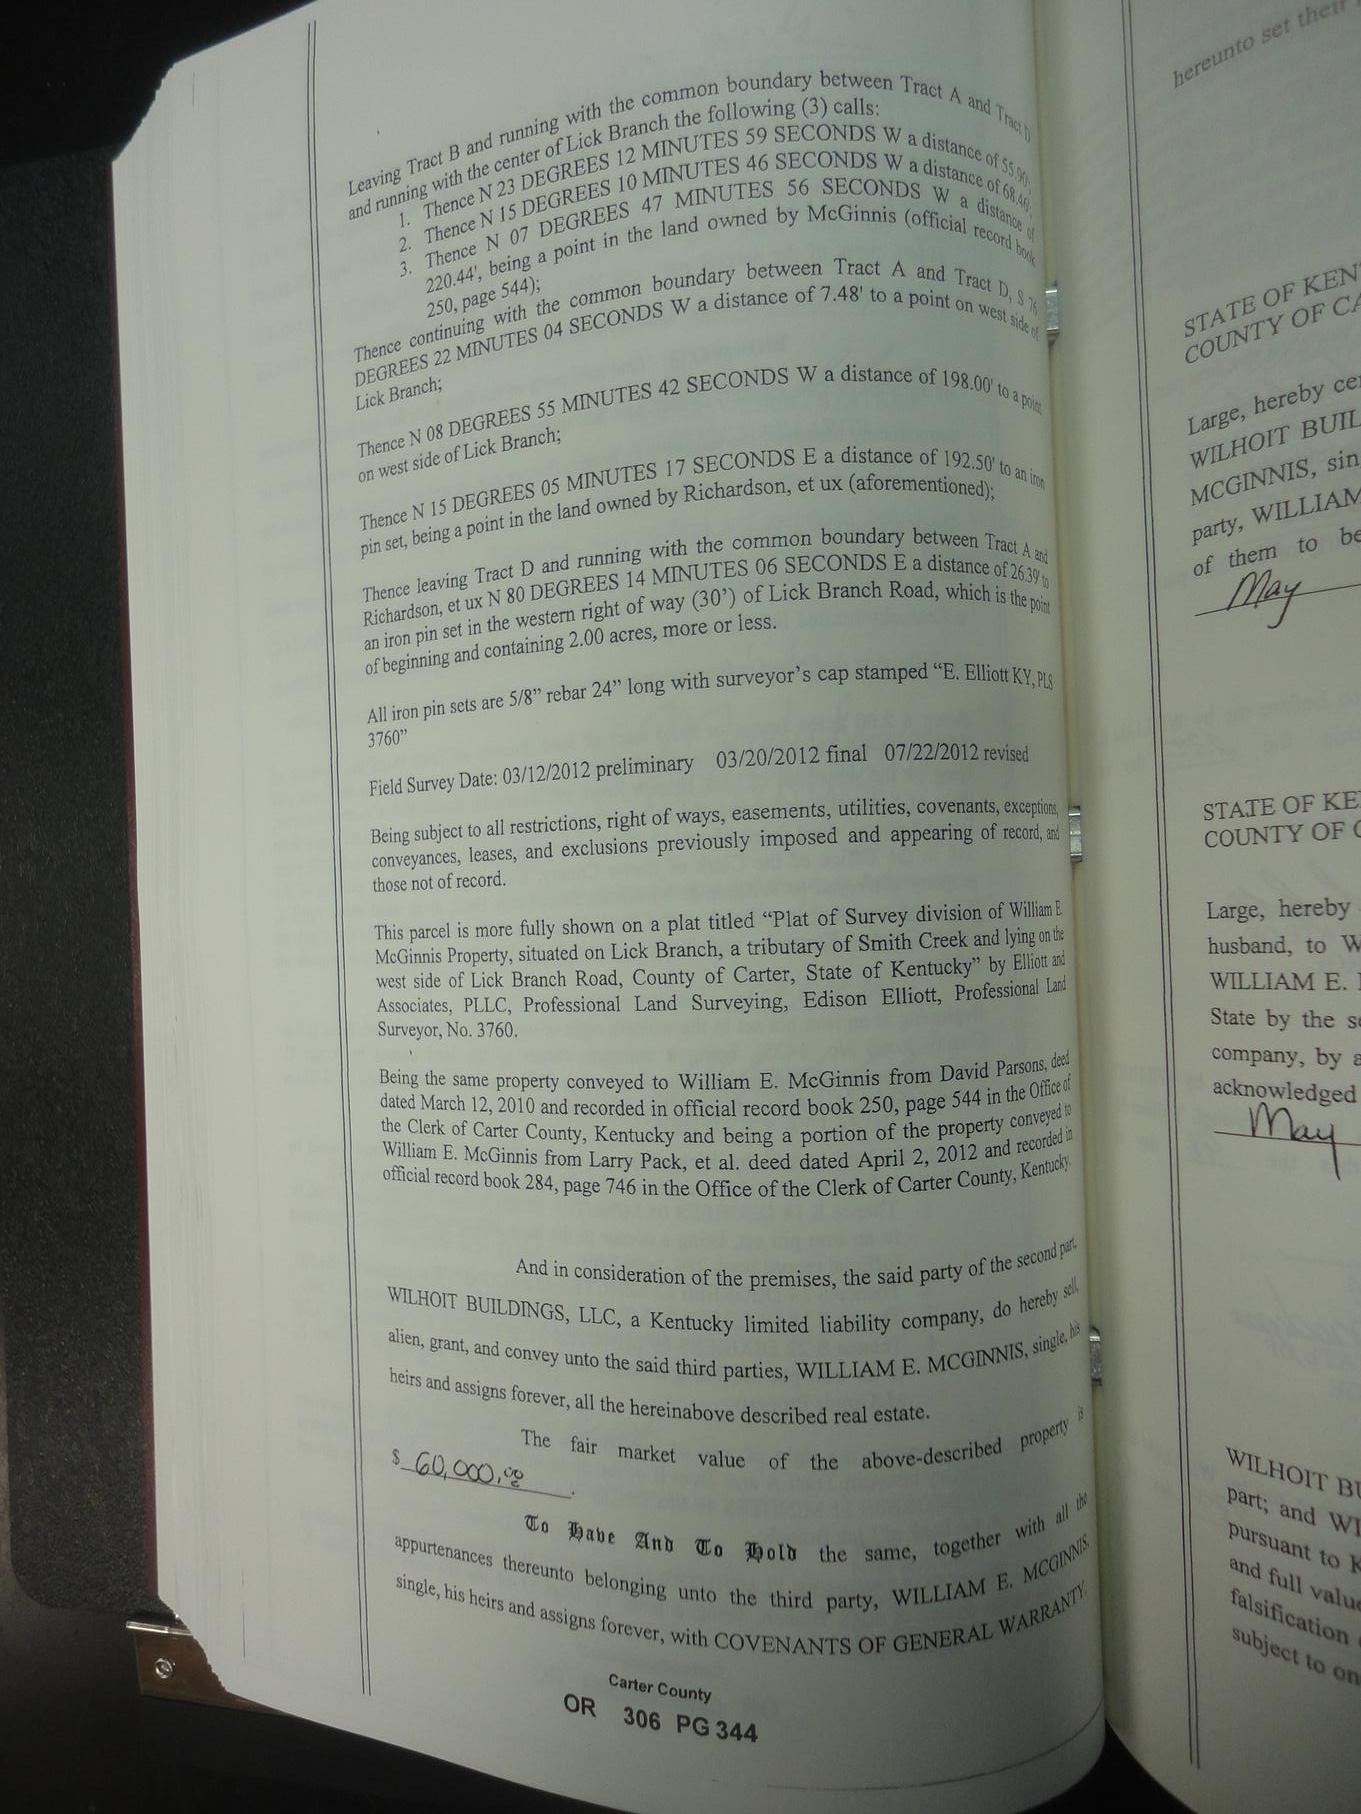 Leaving Tract B and running with the common boundary between Tract A and Tract D
and running with the center of Lick Branch the following (3) calls:
1. Thence N 23 DEGREES 12 MINUTES 59 SECONDS W a distance of 55.90';
2. Thence N 15 DEGREES 10 MINUTES 46 SECONDS W a distance of 68.46';
3. Thence N 07 DEGREES 47 MINUTES 56 SECONDS W a distance of
220.44', being a point in the land owned by McGinnis (official record book
250, page 544);
Thence continuing with the common boundary between Tract A and Tract D, S 76
DEGREES 22 MINUTES 04 SECONDS W a distance of 7.48' to a point on west side of
Lick Branch;
Thence N 08 DEGREES 55 MINUTES 42 SECONDS W a distance of 198.00' to a point
on west side of Lick Branch;
Thence N 15 DEGREES 05 MINUTES 17 SECONDS E a distance of 192.50' to an iron
pin set, being a point in the land owned by Richardson, et ux (aforementioned);
Thence leaving Tract D and running with the common boundary between Tract A and
Richardson, et ux N 80 DEGREES 14 MINUTES 06 SECONDS E a distance of 26.39' to
an iron pin set in the western right of way (30’) of Lick Branch Road, which is the point
of beginning and containing 2.00 acres, more or less.
All iron pin sets are 5/8” rebar 24” long with surveyor’s cap stamped “E. Elliott KY, PLS
3760”
Field Survey Date: 03/12/2012 preliminary 03/20/2012 final 07/22/2012 revised
Being subject to all restrictions, right of ways, easements, utilities, covenants, exceptions,
conveyances, leases, and exclusions previously imposed and appearing of record, and
those not of record.
This parcel is more fully shown on a plat titled “Plat of Survey division of William E.
McGinnis Property, situated on Lick Branch, a tributary of Smith Creek and lying on the
west side of Lick Branch Road, County of Carter, State of Kentucky” by Elliott and
Associates, PLLC, Professional Land Surveying, Edison Elliott, Professional Land
Surveyor, No. 3760.
Being the same property conveyed to William E. McGinnis from David Parsons, deed
dated March 12, 2010 and recorded in official record book 250, page 544 in the Office of
the Clerk of Carter County, Kentucky and being a portion of the property conveyed to
William E. McGinnis from Larry Pack, et al. deed dated April 2, 2012 and recorded in
official record book 284, page 746 in the Office of the Clerk of Carter County, Kentucky.
And in consideration of the premises, the said party of the second part,
WILHOIT BUILDINGS, LLC, a Kentucky limited liability company, do hereby sell,
alien, grant, and convey unto the said third parties, WILLIAM E. MCGINNIS, single, his
heirs and assigns forever, all the hereinabove described real estate.
The fair market value of the above-described property is
$ 60,000.00 .
To Have And To Hold the same, together with all the
appurtenances thereunto belonging unto the third party, WILLIAM E. MCGINNIS,
single, his heirs and assigns forever, with COVENANTS OF GENERAL WARRANTY.
Carter County
OR 306 PG 344
hereunto set their
STATE OF KEN
COUNTY OF CA
Large, hereby cer
WILHOIT BUIL
MCGINNIS, sin
party, WILLIAM
of them to be
May
STATE OF KE
COUNTY OF C
Large, hereby
husband, to W
WILLIAM E.
State by the s
company, by a
acknowledged
May
WILHOIT BU
part; and WI
pursuant to K
and full value
falsification
subject to on